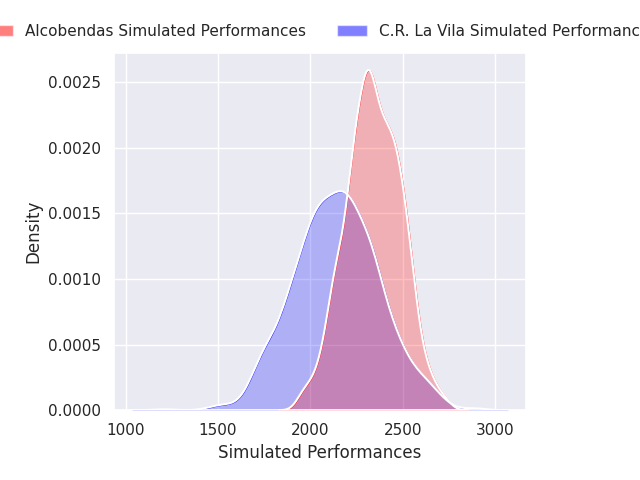 Alcobendas Simulated Performances
C.R. La Vila Simulated Performanc
0.0025
0.0020
0.0015
0.0010
0.0005
0.0000
Density
1000 1500 2000 2500 3000
Simulated Performances